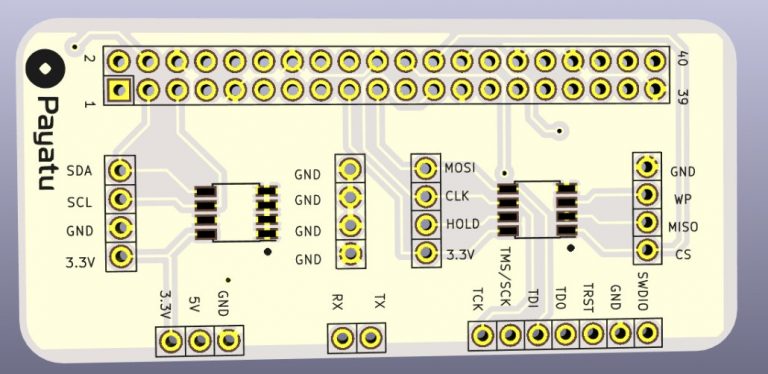 2
40
1
39
Payatu
SDA
SCL
GND
3.3V
GND
GND
GND
GND
MOSI
CLK
HOLD
3.3V
GND
WP
MISO
CS
3.3V
5V
GND
RX
TX
TCK
TMS/SCK
TDI
TDO
TRST
GND
SWDIO